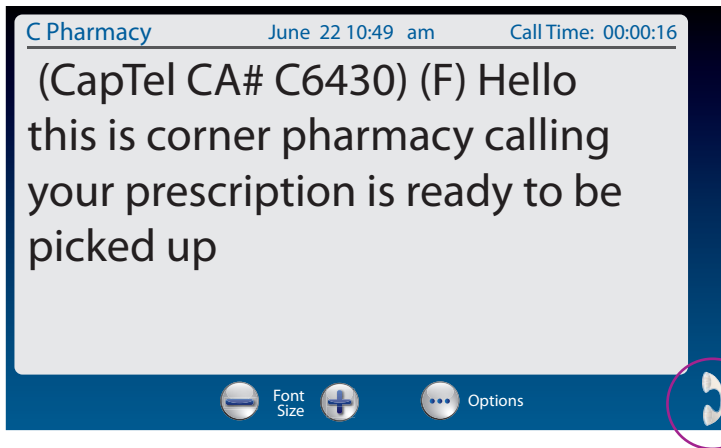 C Pharmacy June 22 10:49 am Call Time: 00:00:16
(CapTel CA# C6430) (F) Hello
this is corner pharmacy calling
your prescription is ready to be
picked up
Font
Size
Options